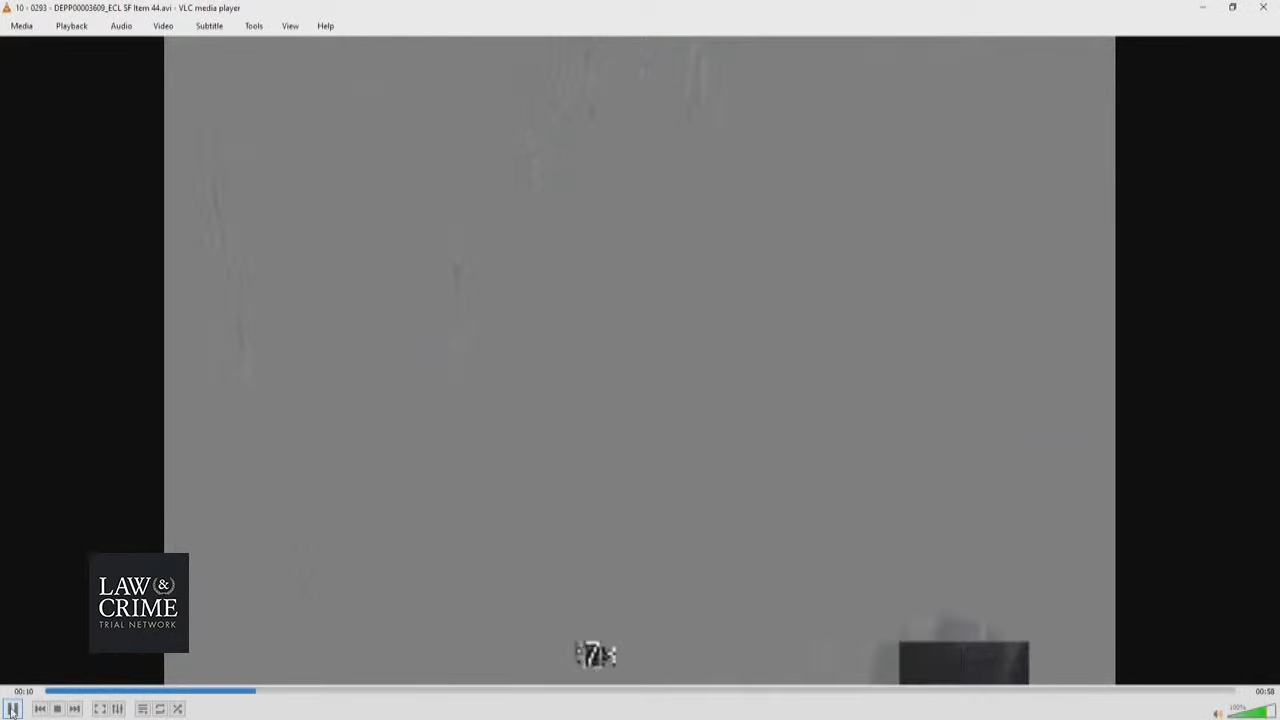 10 - 0293 - DEPP00003609_ECL SF Item 44.avi - VLC media player
Media Playback Audio Video Subtitle Tools View Help
LAW &
CRIME
TRIAL NETWORK
00:10
00:58
100%